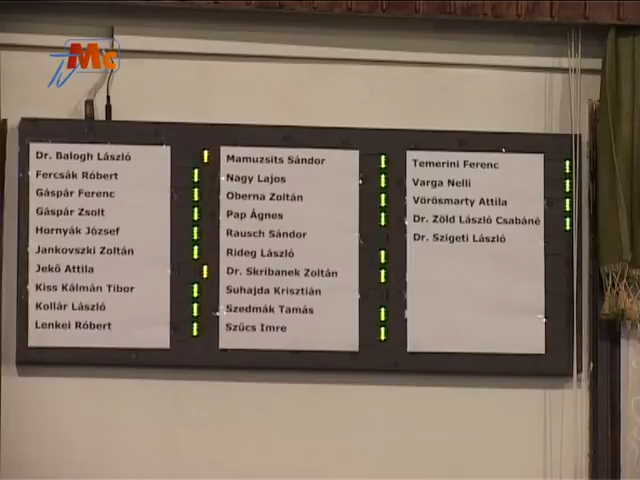 Mc
tv
Dr. Balogh László
Fercsák Róbert
Gáspár Ferenc
Gáspár Zsolt
Hornyák József
Jankovszki Zoltán
Jekő Attila
Kiss Kálmán Tibor
Kollár László
Lenkei Róbert
Mamuzsits Sándor
Nagy Lajos
Oberna Zoltán
Pap Ágnes
Rausch Sándor
Rideg László
Dr. Skribanek Zoltán
Suhajda Krisztián
Szedmák Tamás
Szűcs Imre
Temerini Ferenc
Varga Nelli
Vörösmarty Attila
Dr. Zöld László Csabáné
Dr. Szigeti László